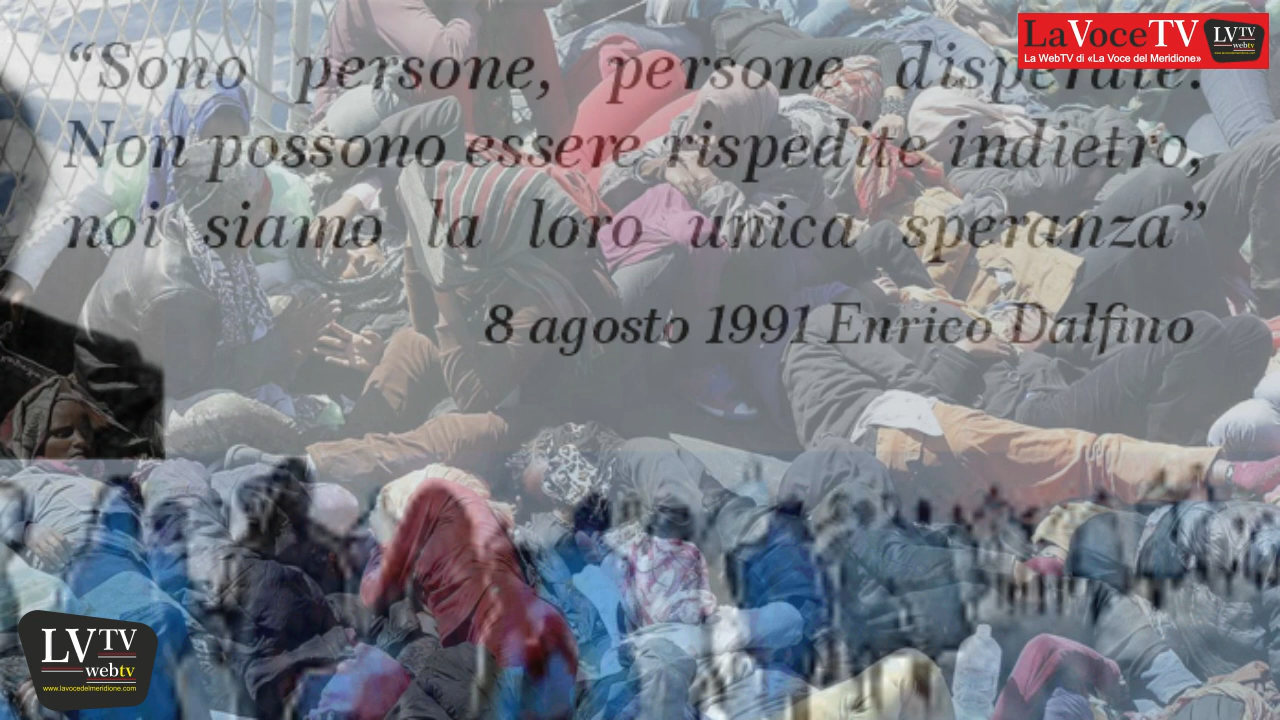 “Sono persone, persone disperate.
Non possono essere rispedite indietro,
noi siamo la loro unica speranza”
8 agosto 1991 Enrico Dalfino
LaVoceTV
La WebTV di «La Voce del Meridione»
LVTV
webtv
LVTV
webtv
www.lavocedelmeridione.com